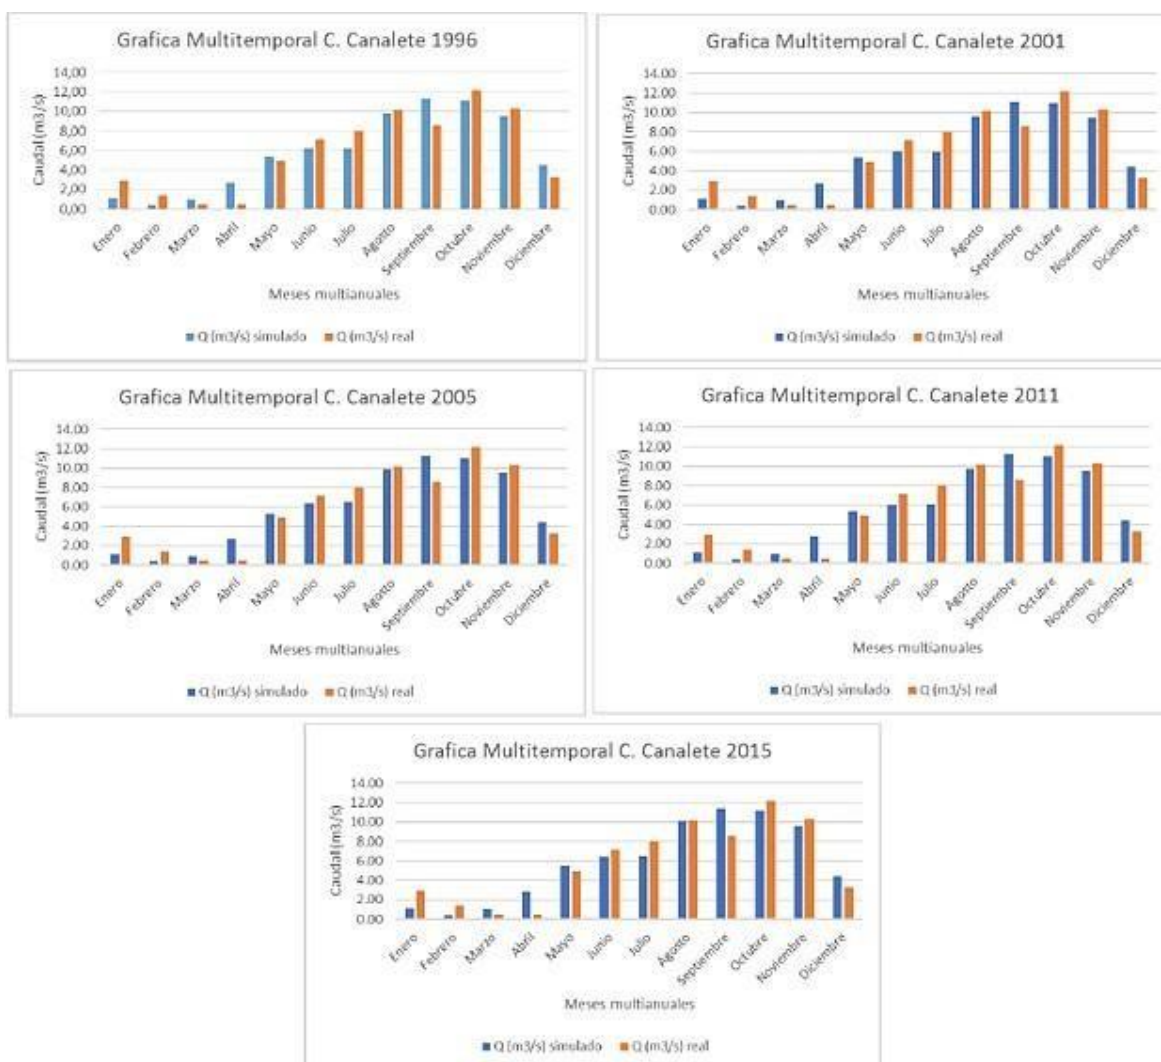 Grafica Multitemporal C. Canalete 1996
Caudal (m3/s)
14,00
12,00
10,00
8,00
6,00
4,00
2,00
0,00
Enero
Febrero
Marzo
Abril
Mayo
Junio
Julio
Agosto
Septiembre
Octubre
Noviembre
Diciembre
Meses multianuales
Q (m3/s) simulado Q (m3/s) real
Grafica Multitemporal C. Canalete 2001
Caudal (m3/s)
14.00
12.00
10.00
8.00
6.00
4.00
2.00
0.00
Enero
Febrero
Marzo
Abril
Mayo
Junio
Julio
Agosto
Septiembre
Octubre
Noviembre
Diciembre
Meses multianuales
Q (m3/s) simulado Q (m3/s) real
Grafica Multitemporal C. Canalete 2005
Caudal (m3/s)
14.00
12.00
10.00
8.00
6.00
4.00
2.00
0.00
Enero
Febrero
Marzo
Abril
Mayo
Junio
Julio
Agosto
Septiembre
Octubre
Noviembre
Diciembre
Meses multianuales
Q (m3/s) simulado Q (m3/s) real
Grafica Multitemporal C. Canalete 2011
Caudal (m3/s)
14.00
12.00
10.00
8.00
6.00
4.00
2.00
0.00
Enero
Febrero
Marzo
Abril
Mayo
Junio
Julio
Agosto
Septiembre
Octubre
Noviembre
Diciembre
Meses multianuales
Q (m3/s) simulado Q (m3/s) real
Grafica Multitemporal C. Canalete 2015
Caudal (m3/s)
14.00
12.00
10.00
8.00
6.00
4.00
2.00
0.00
Enero
Febrero
Marzo
Abril
Mayo
Junio
Julio
Agosto
Septiembre
Octubre
Noviembre
Diciembre
Meses multianuales
Q (m3/s) simulado Q (m3/s) real